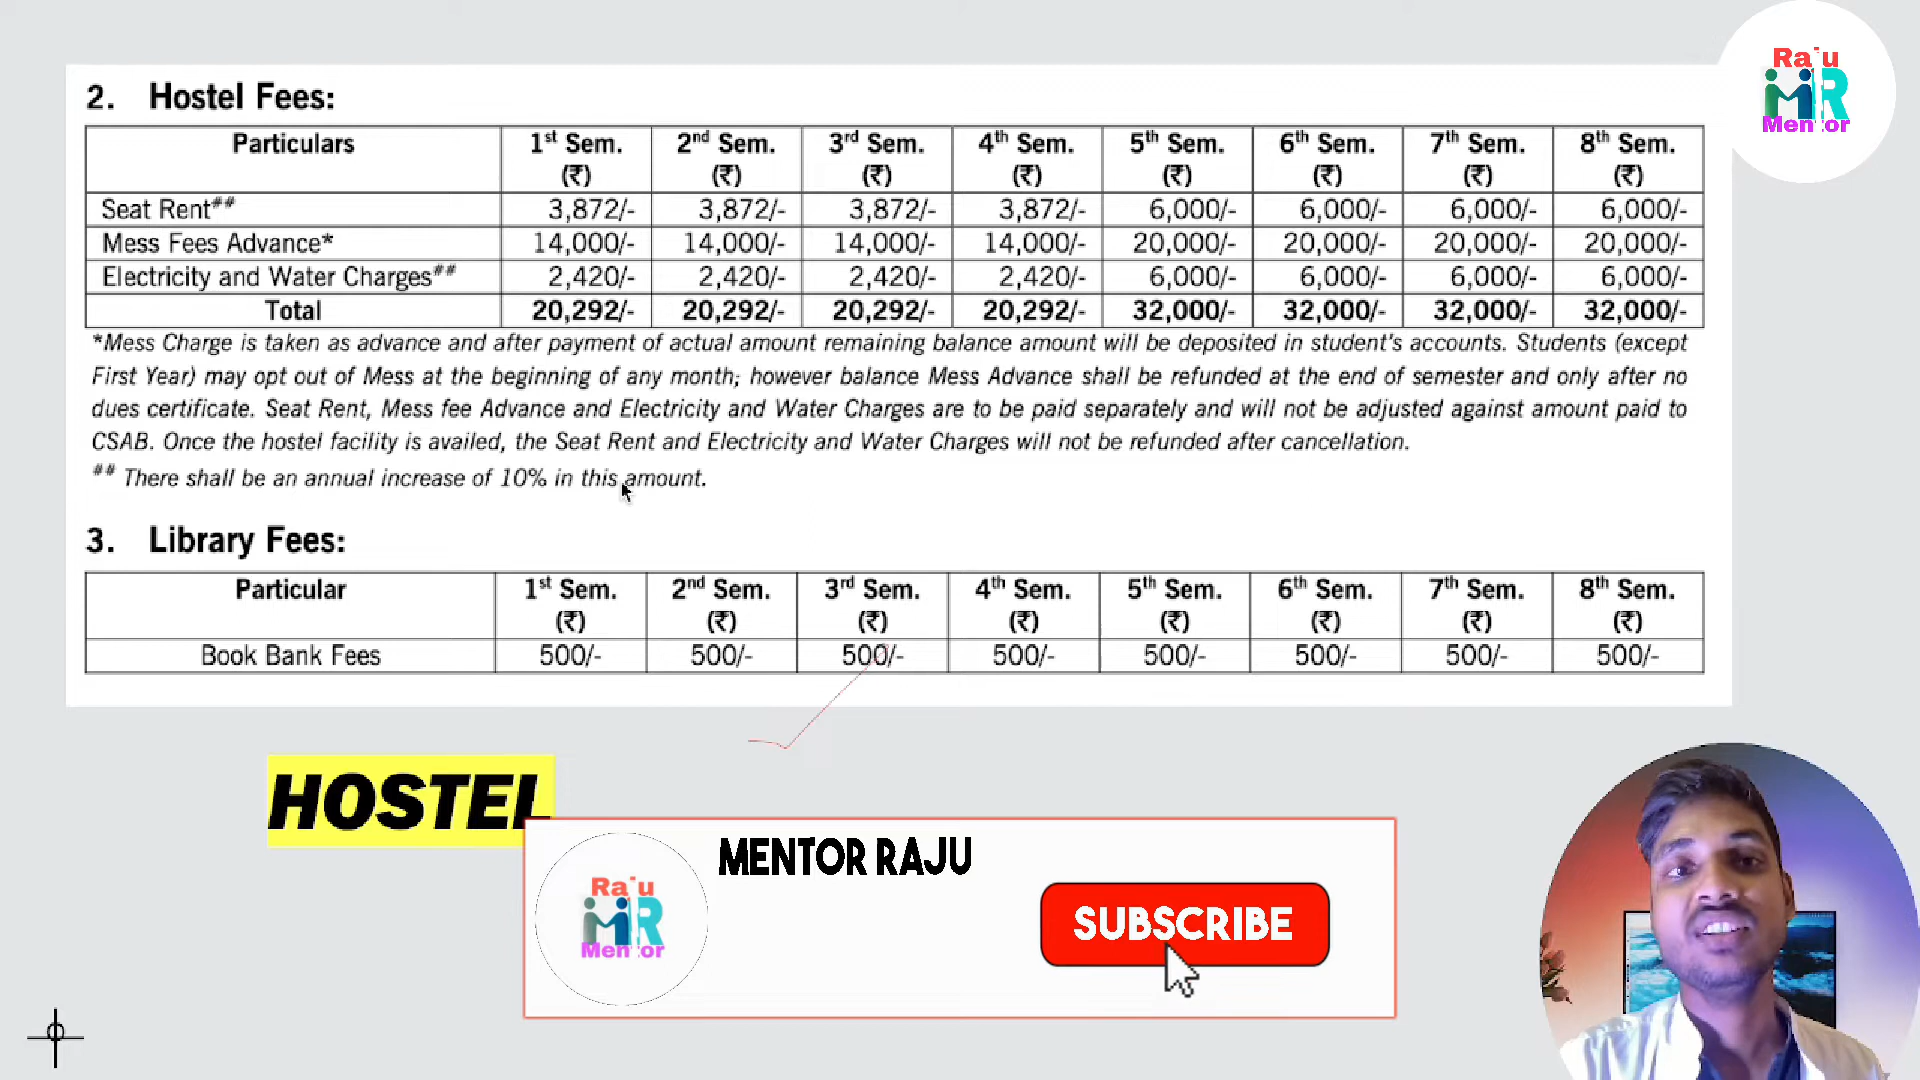 Raju
MR
Mentor
2. Hostel Fees:
Particulars 1st Sem. (₹) 2nd Sem. (₹) 3rd Sem. (₹) 4th Sem. (₹) 5th Sem. (₹) 6th Sem. (₹) 7th Sem. (₹) 8th Sem. (₹)
Seat Rent## 3,872/- 3,872/- 3,872/- 3,872/- 6,000/- 6,000/- 6,000/- 6,000/-
Mess Fees Advance* 14,000/- 14,000/- 14,000/- 14,000/- 20,000/- 20,000/- 20,000/- 20,000/-
Electricity and Water Charges## 2,420/- 2,420/- 2,420/- 2,420/- 6,000/- 6,000/- 6,000/- 6,000/-
Total 20,292/- 20,292/- 20,292/- 20,292/- 32,000/- 32,000/- 32,000/- 32,000/-
*Mess Charge is taken as advance and after payment of actual amount remaining balance amount will be deposited in student's accounts. Students (except
First Year) may opt out of Mess at the beginning of any month; however balance Mess Advance shall be refunded at the end of semester and only after no
dues certificate. Seat Rent, Mess fee Advance and Electricity and Water Charges are to be paid separately and will not be adjusted against amount paid to
CSAB. Once the hostel facility is availed, the Seat Rent and Electricity and Water Charges will not be refunded after cancellation.
## There shall be an annual increase of 10% in this amount.
3. Library Fees:
Particular 1st Sem. (₹) 2nd Sem. (₹) 3rd Sem. (₹) 4th Sem. (₹) 5th Sem. (₹) 6th Sem. (₹) 7th Sem. (₹) 8th Sem. (₹)
Book Bank Fees 500/- 500/- 500/- 500/- 500/- 500/- 500/- 500/-
HOSTEL
MENTOR RAJU
Raju
MR
Mentor
SUBSCRIBE